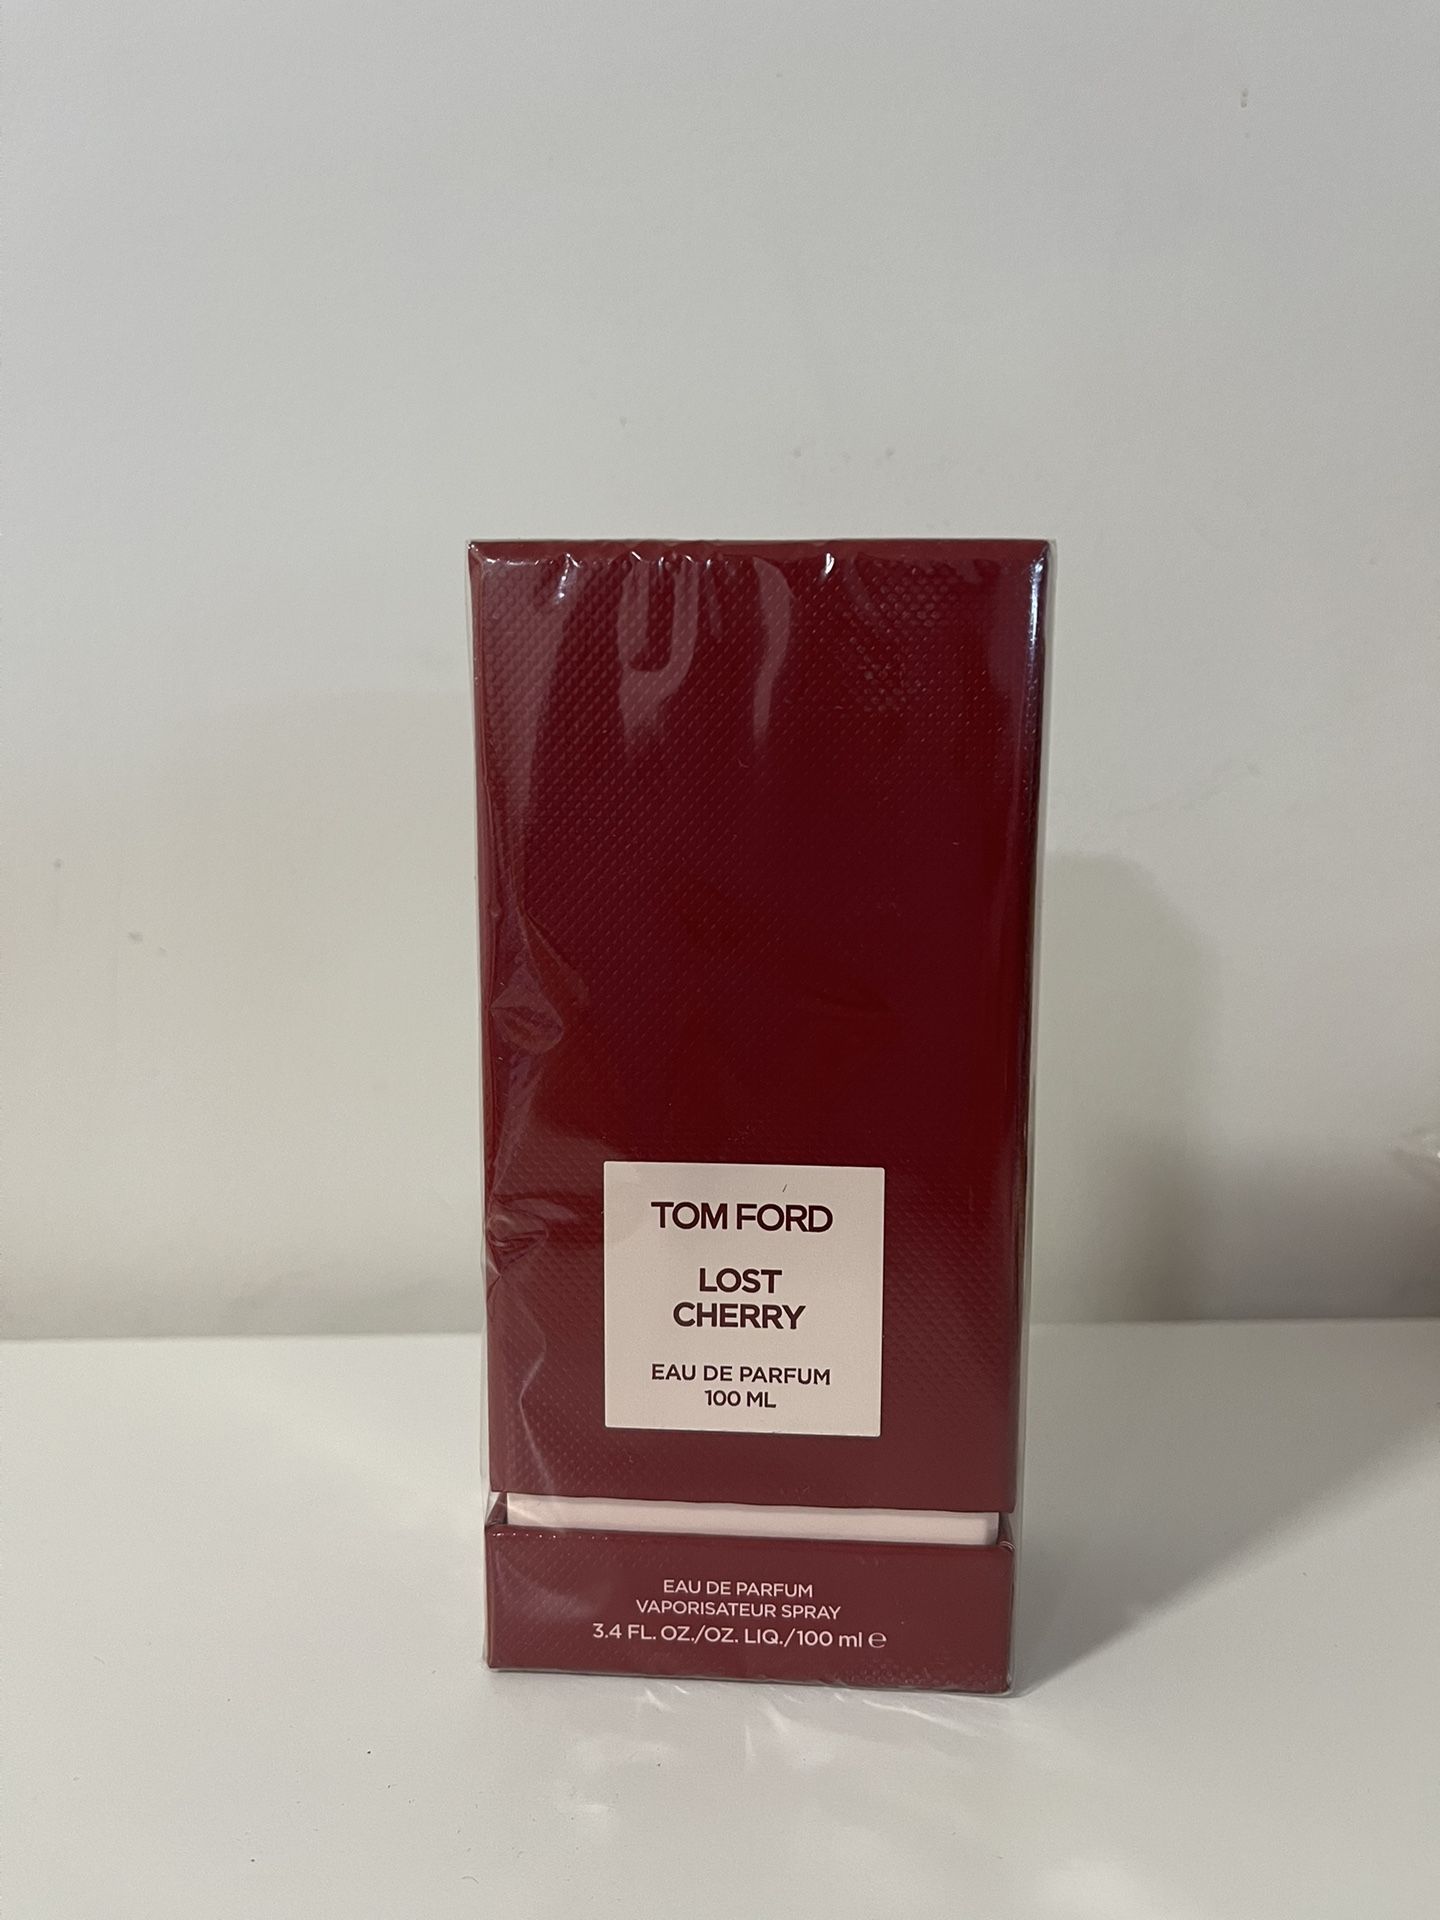 TOM FORD
LOST
CHERRY
EAU DE PARFUM
100 ML
EAU DE PARFUM
VAPORISATEUR SPRAY
3.4 FL. OZ./OZ. LIQ./100 ml ℮